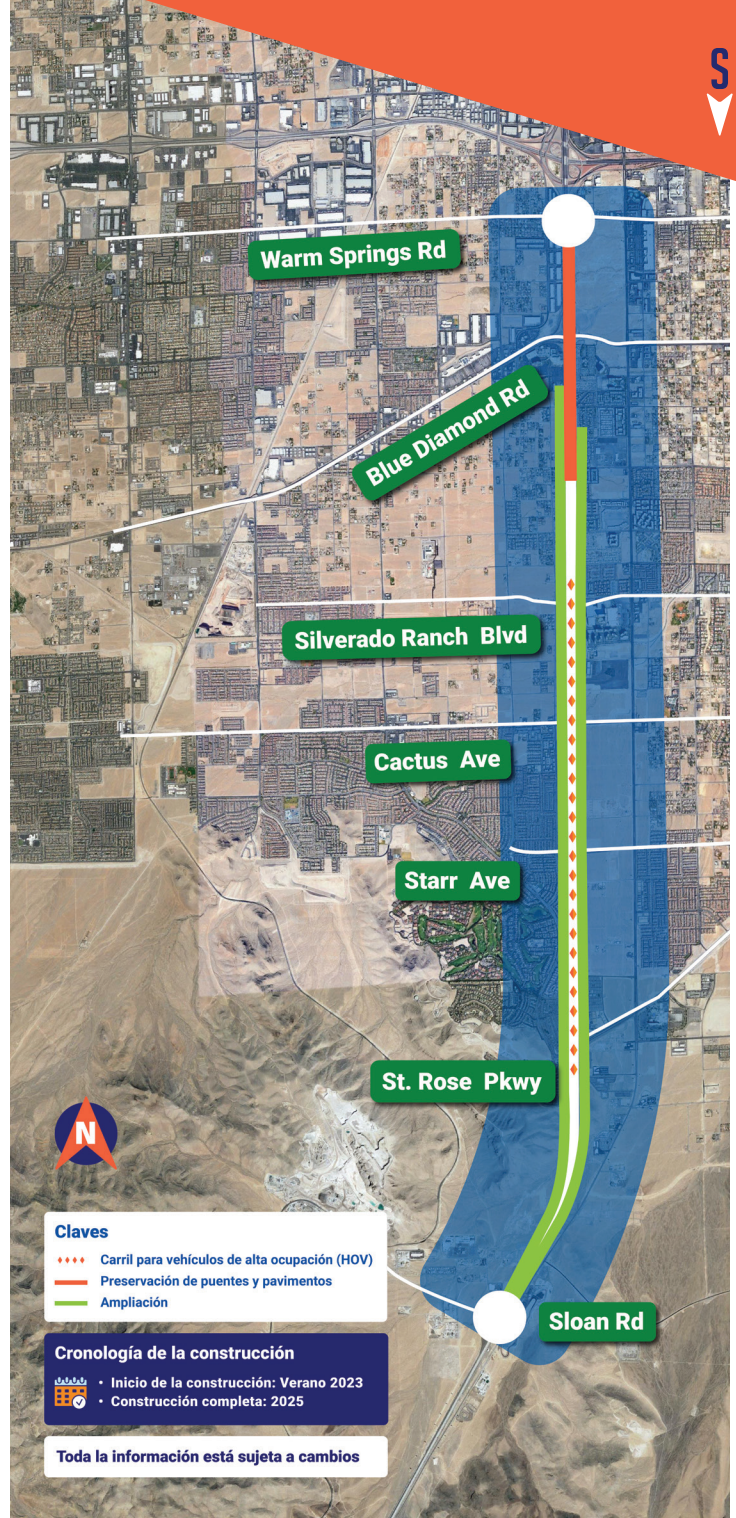 S
Warm Springs Rd
Blue Diamond Rd
Silverado Ranch Blvd
Cactus Ave
Starr Ave
St. Rose Pkwy
N
Claves
Carril para vehículos de alta ocupación (HOV)
Preservación de puentes y pavimentos
Ampliación
Sloan Rd
Cronología de la construcción
• Inicio de la construcción: Verano 2023
• Construcción completa: 2025
Toda la información está sujeta a cambios